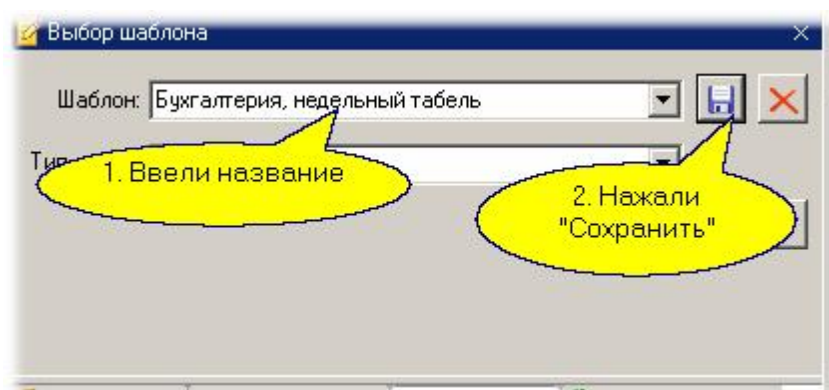 Выбор шаблона
Шаблон: Бухгалтерия, недельный табель
1. Ввели название
2. Нажали
"Сохранить"